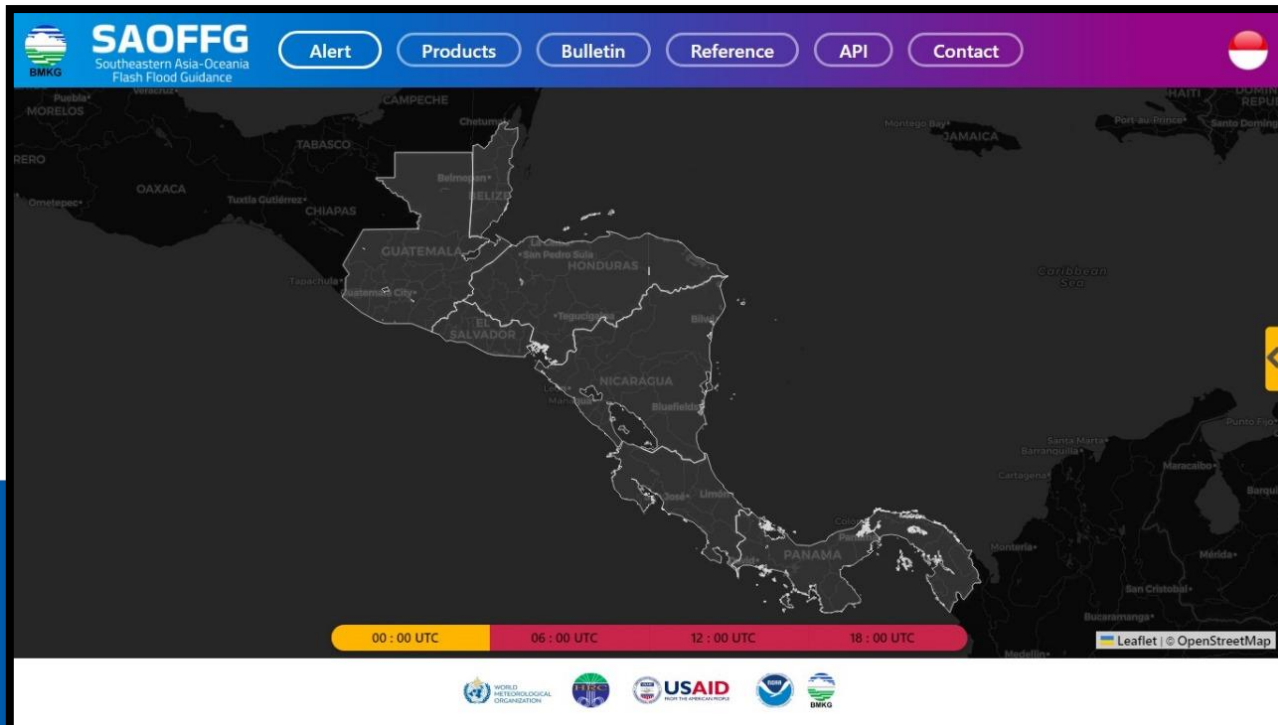 SAOFFG
Southeastern Asia-Oceania
Flash Flood Guidance
BMKG
Alert
Products
Bulletin
Reference
API
Contact
Puebla
Veracruz
MORELOS
CAMPECHE
Chetumal
HAITI
Port-au-Prince
Santo Doming
Montego Bay
JAMAICA
TABASCO
RERO
OAXACA
Belmopan
BELIZE
Ometepec
Tuxtla Gutiérrez
CHIAPAS
GUATEMALA
San Pedro Sula
HONDURAS
Caribbean
Sea
Tapachula
Guatemala City
Tegucigalpa
Bilwi
EL
SALVADOR
NICARAGUA
Bluefields
Punto Fijo
Santa Marta
Barranquilla
Maracaibo
Cartagena
José
Limón
Barqui
PANAMA
Montería
Mérida
San Cristobal
Bucaramanga
Medellín
00 : 00 UTC
06 : 00 UTC
12 : 00 UTC
18 : 00 UTC
Leaflet | © OpenStreetMap
WORLD
METEOROLOGICAL
ORGANIZATION
HRC
USAID
FROM THE AMERICAN PEOPLE
NOAA
BMKG